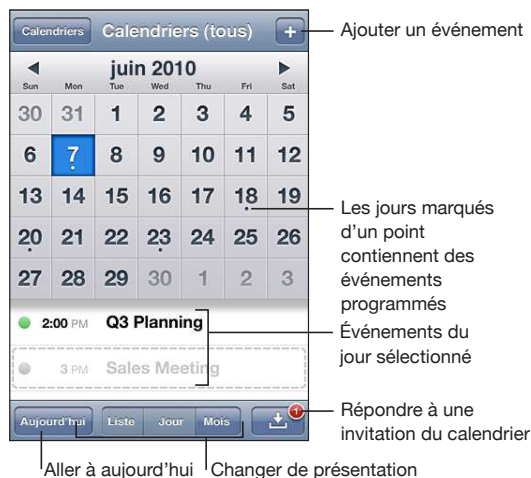 Calendriers Calendriers (tous) +
Ajouter un événement
juin 2010
Sun Mon Tue Wed Thu Fri Sat
30 31 1 2 3 4 5
6 7 8 9 10 11 12
13 14 15 16 17 18 19
20 21 22 23 24 25 26
27 28 29 30 1 2 3
Les jours marqués
d'un point
contiennent des
événements
programmés
2:00 PM Q3 Planning
3 PM Sales Meeting
Événements du
jour sélectionné
Aujourd'hui Liste Jour Mois 1
Répondre à une
invitation du calendrier
Aller à aujourd'hui
Changer de présentation